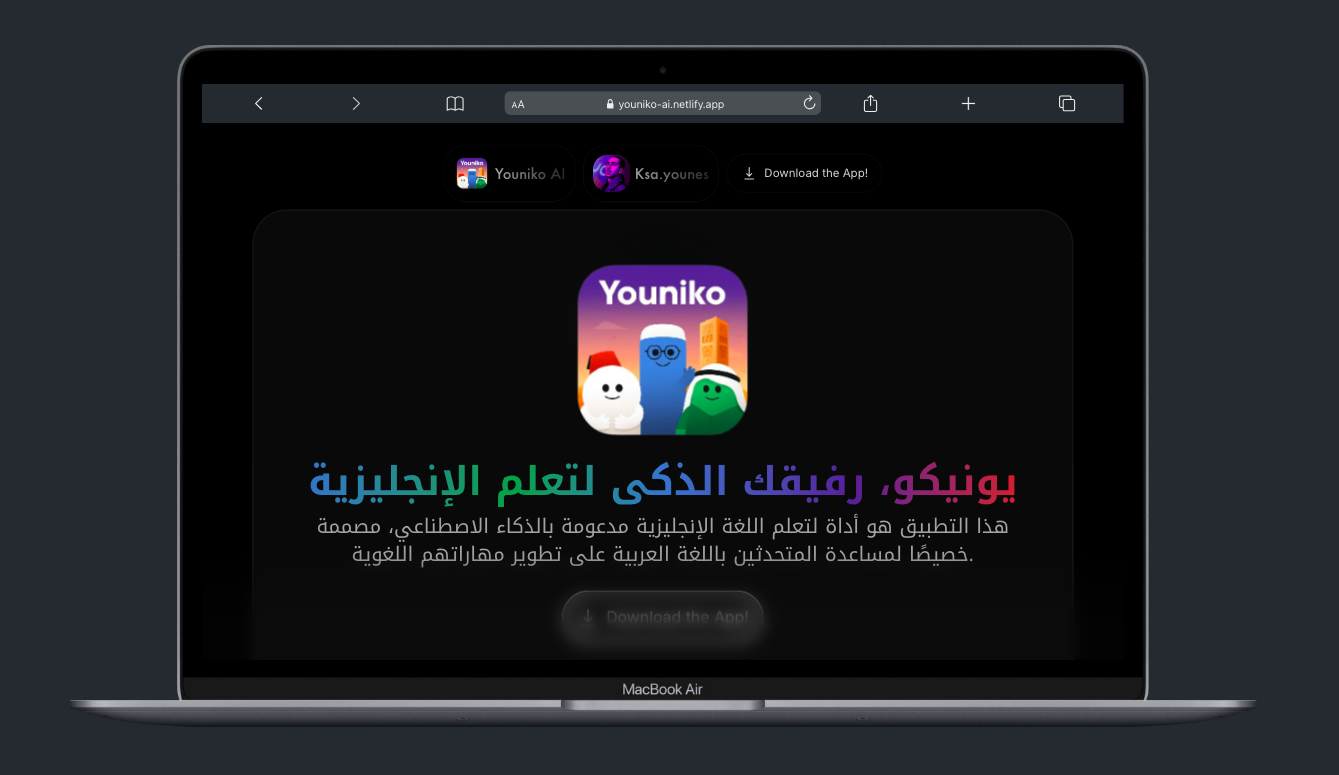 AA
youniko-ai.netlify.app
Youniko
Youniko AI
Ksa.younes
Download the App!
Youniko
يونيكو، رفيقك الذكى لتعلم الإنجليزية
هذا التطبيق هو أداة لتعلم اللغة الإنجليزية مدعومة بالذكاء الاصطناعي، مصممة
خصيصًا لمساعدة المتحدثين باللغة العربية على تطوير مهاراتهم اللغوية.
Download the App!
MacBook Air